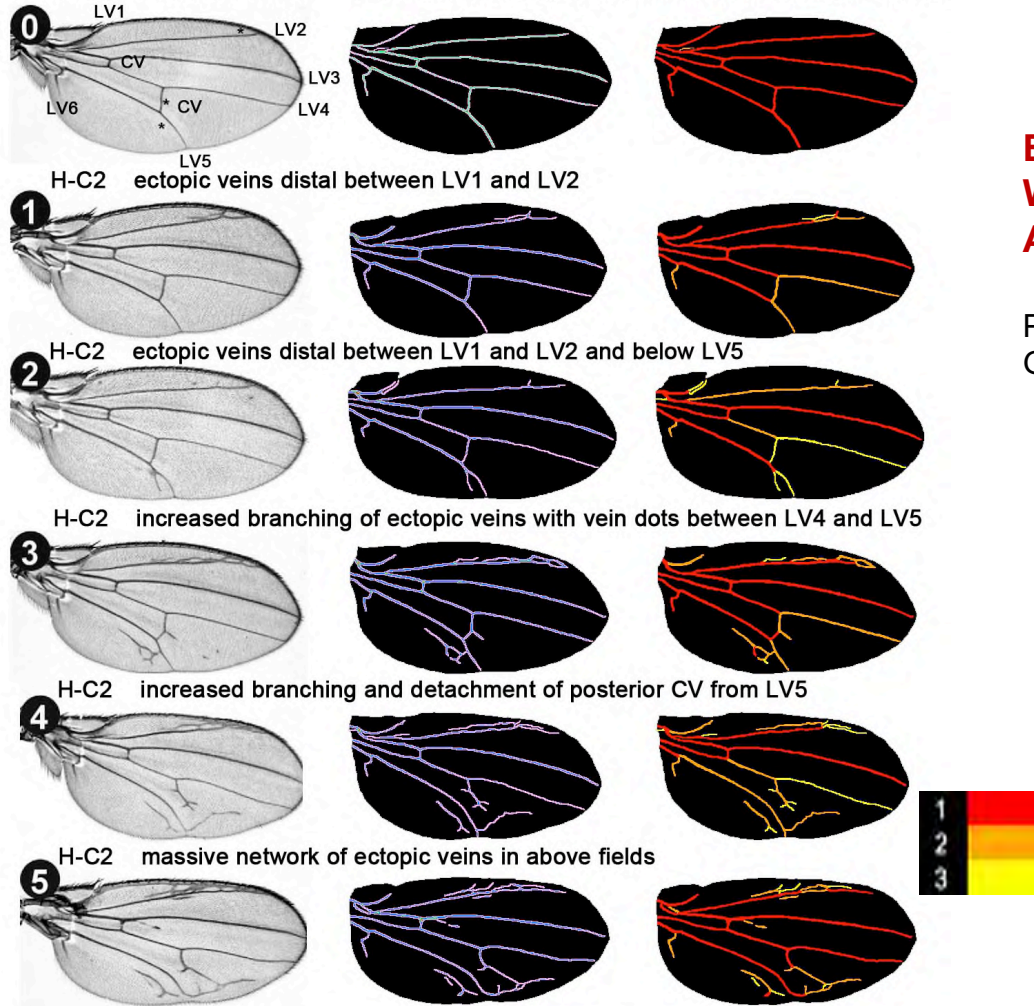 0
LV1
LV2
*
CV
LV3
LV6
* CV
LV4
*
LV5
H-C2 ectopic veins distal between LV1 and LV2
1
H-C2 ectopic veins distal between LV1 and LV2 and below LV5
2
H-C2 increased branching of ectopic veins with vein dots between LV4 and LV5
3
H-C2 increased branching and detachment of posterior CV from LV5
4
H-C2 massive network of ectopic veins in above fields
5
1
2
3